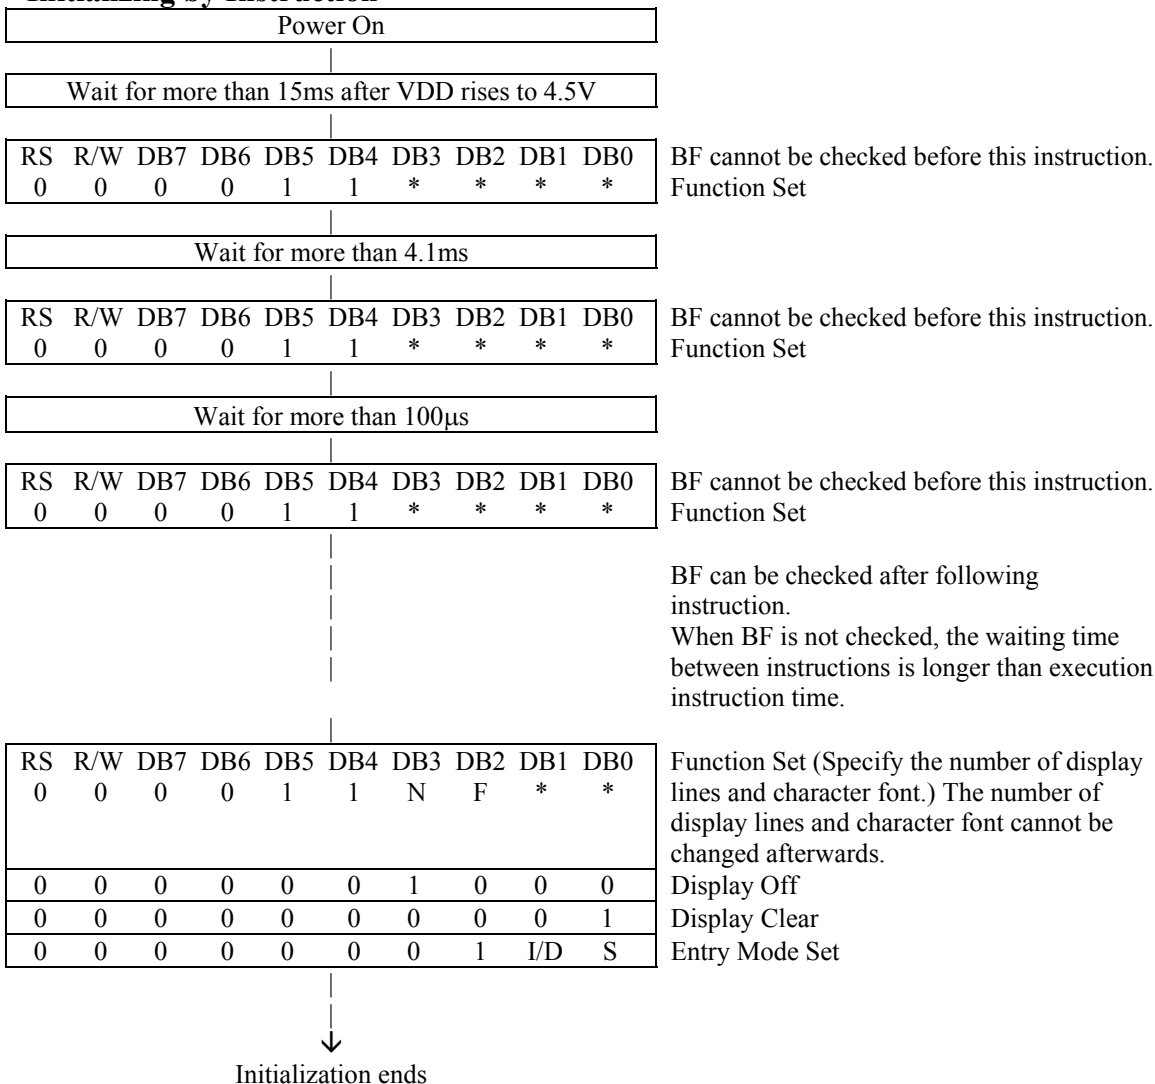 Initializing by Instruction
Power On
Wait for more than 15ms after VDD rises to 4.5V
RS R/W DB7 DB6 DB5 DB4 DB3 DB2 DB1 DB0 BF cannot be checked before this instruction.
0 0 0 0 1 1 * * * * Function Set
Wait for more than 4.1ms
RS R/W DB7 DB6 DB5 DB4 DB3 DB2 DB1 DB0 BF cannot be checked before this instruction.
0 0 0 0 1 1 * * * * Function Set
Wait for more than 100μs
RS R/W DB7 DB6 DB5 DB4 DB3 DB2 DB1 DB0 BF cannot be checked before this instruction.
0 0 0 0 1 1 * * * * Function Set
BF can be checked after following
instruction.
When BF is not checked, the waiting time
between instructions is longer than execution
instruction time.
RS R/W DB7 DB6 DB5 DB4 DB3 DB2 DB1 DB0 Function Set (Specify the number of display
0 0 0 0 1 1 N F * * lines and character font.) The number of
display lines and character font cannot be
changed afterwards.
0 0 0 0 0 0 1 0 0 0 Display Off
0 0 0 0 0 0 0 0 0 1 Display Clear
0 0 0 0 0 0 0 1 I/D S Entry Mode Set
Initialization ends